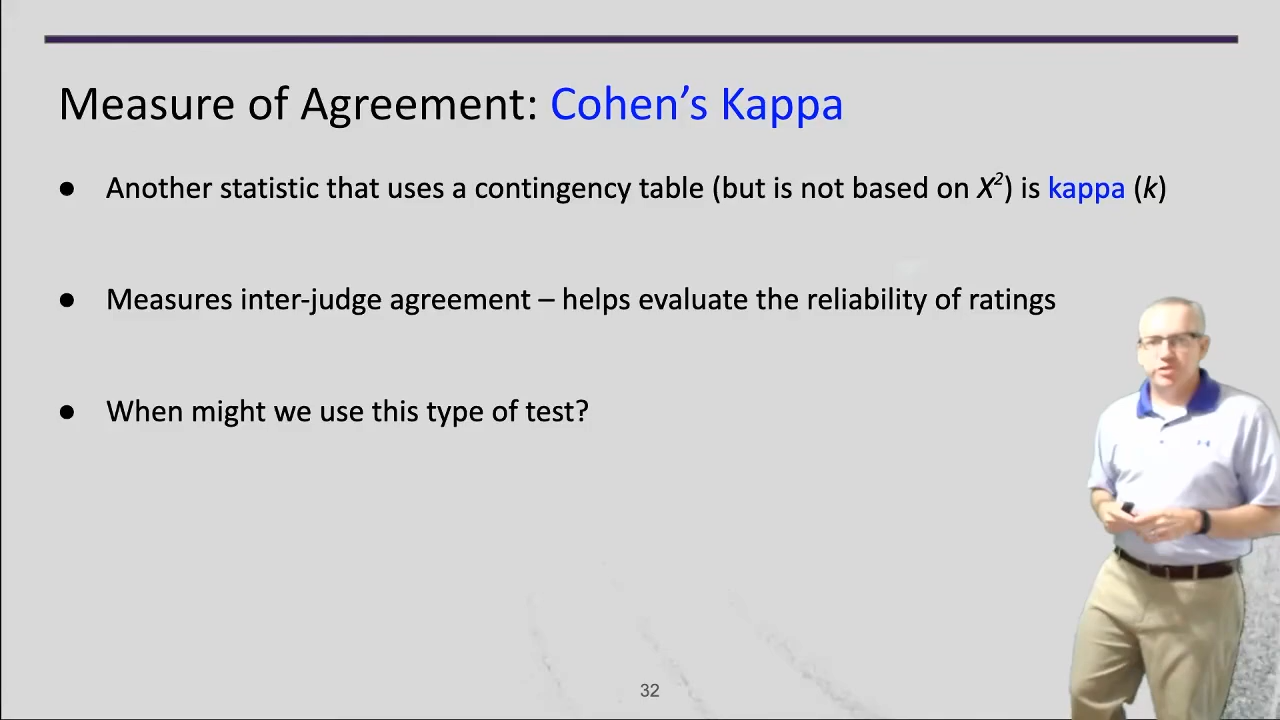 Measure of Agreement: Cohen’s Kappa
● Another statistic that uses a contingency table (but is not based on X²) is kappa (k)
● Measures inter-judge agreement – helps evaluate the reliability of ratings
● When might we use this type of test?
32